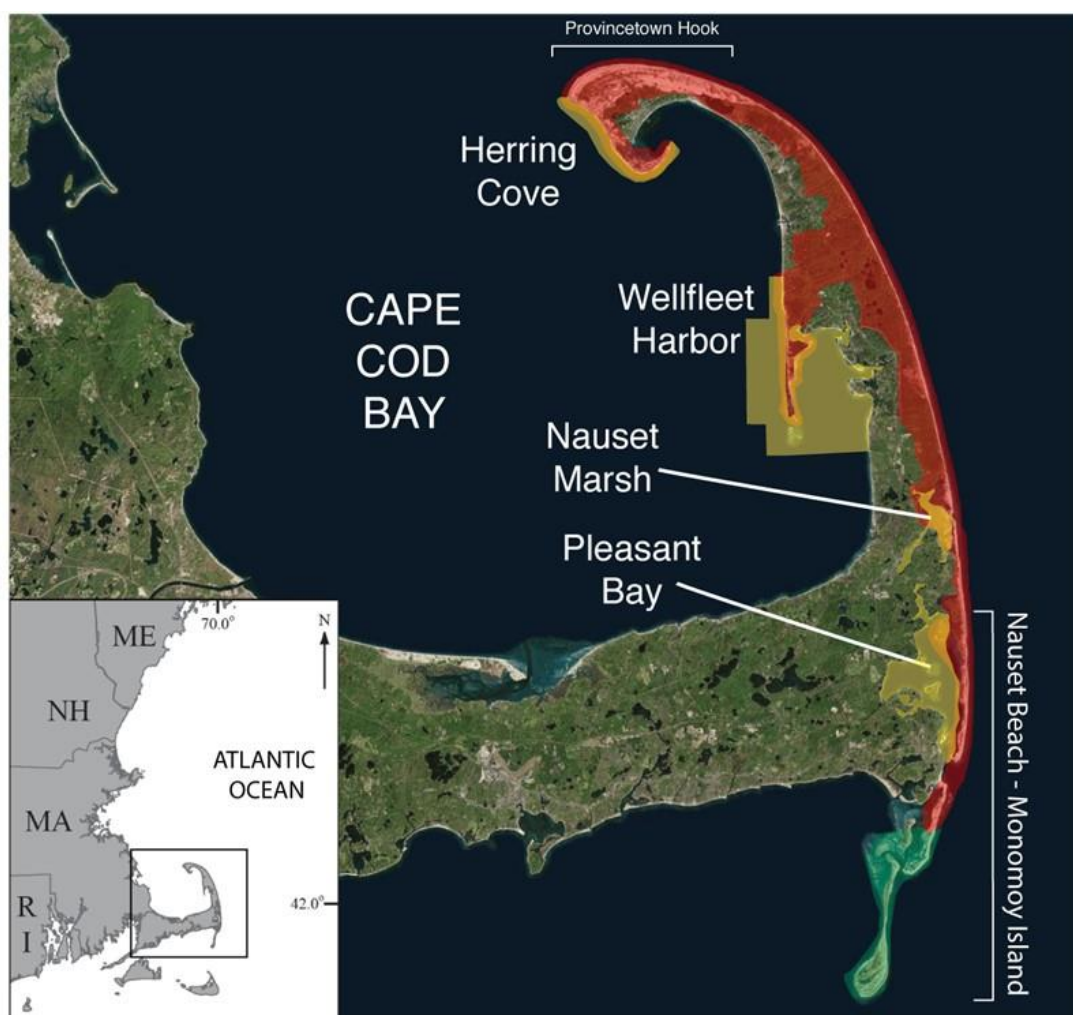 Provincetown Hook
Herring
Cove
CAPE
COD
BAY
Wellfleet
Harbor
Nauset
Marsh
Pleasant
Bay
Nauset Beach - Monomoy Island
70.0°
N
ME
NH
ATLANTIC
OCEAN
MA
R
I
42.0°